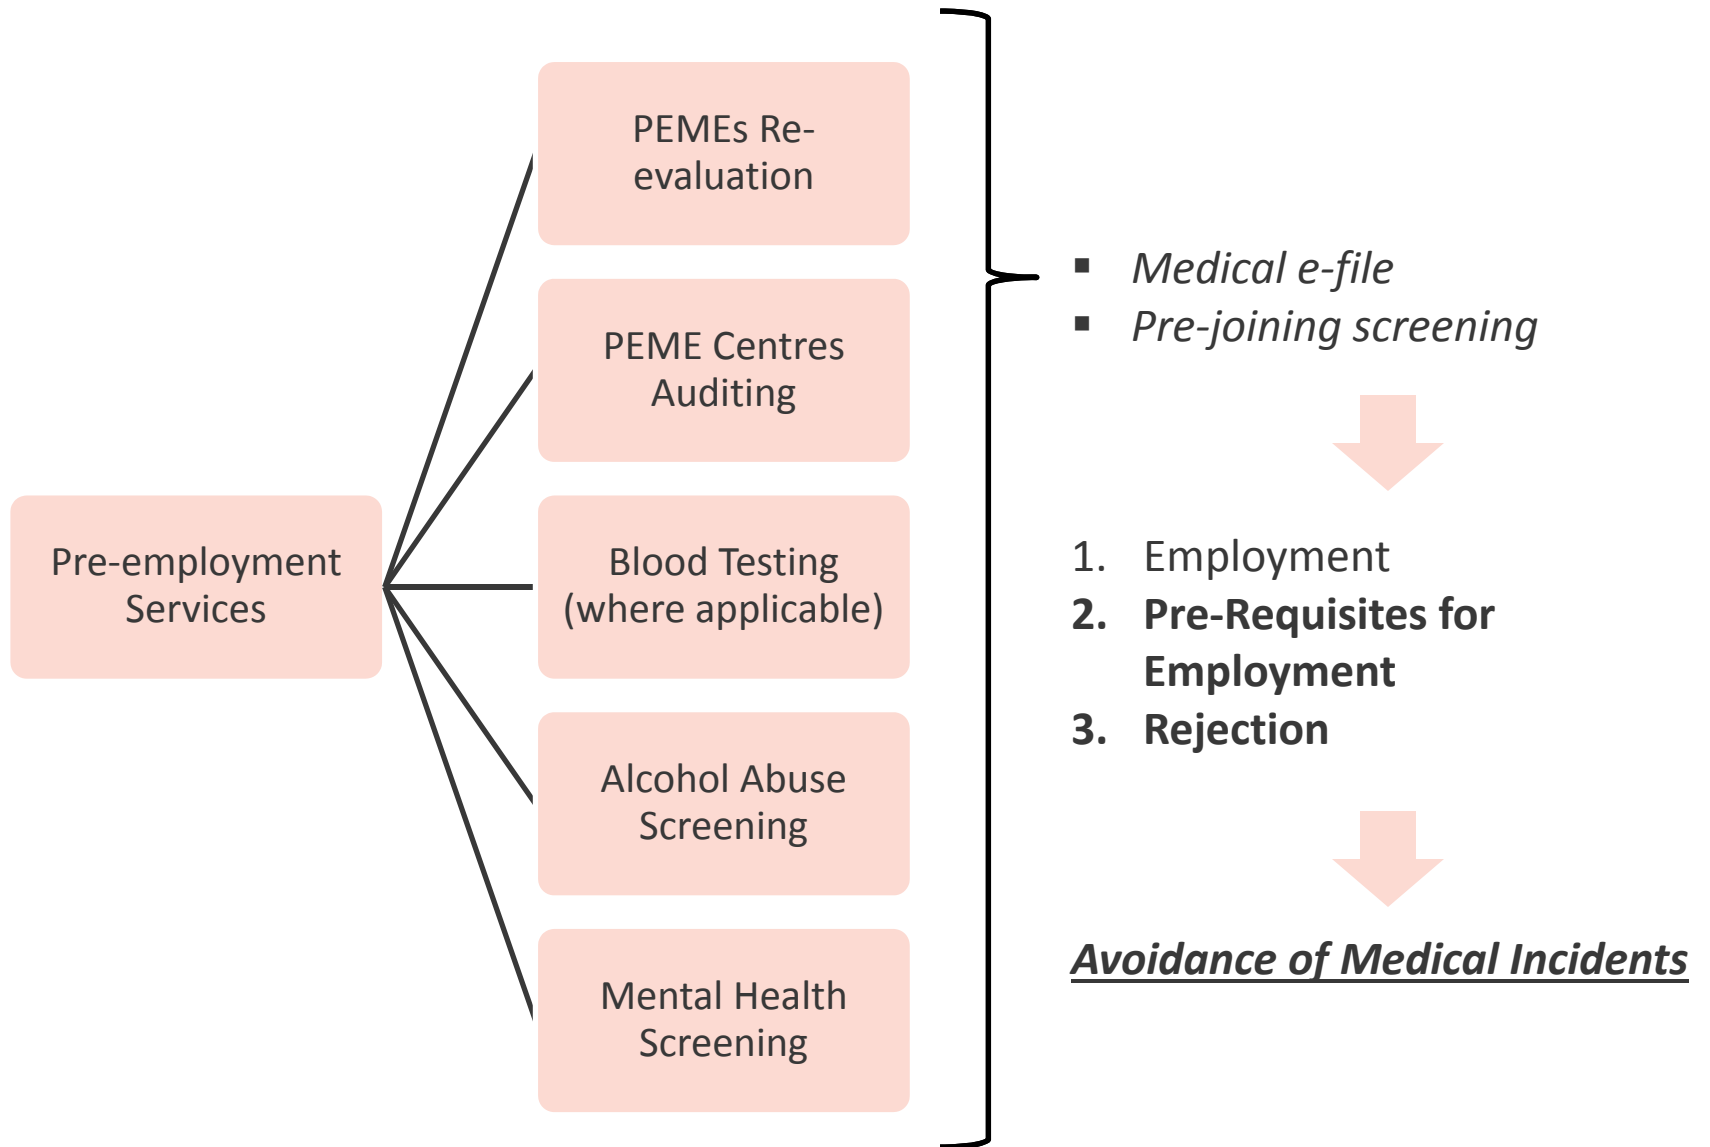 Pre-employment
Services
PEMEs Re-
evaluation
PEME Centres
Auditing
Blood Testing
(where applicable)
Alcohol Abuse
Screening
Mental Health
Screening
▪ Medical e-file
▪ Pre-joining screening
1. Employment
2. Pre-Requisites for
Employment
3. Rejection
Avoidance of Medical Incidents